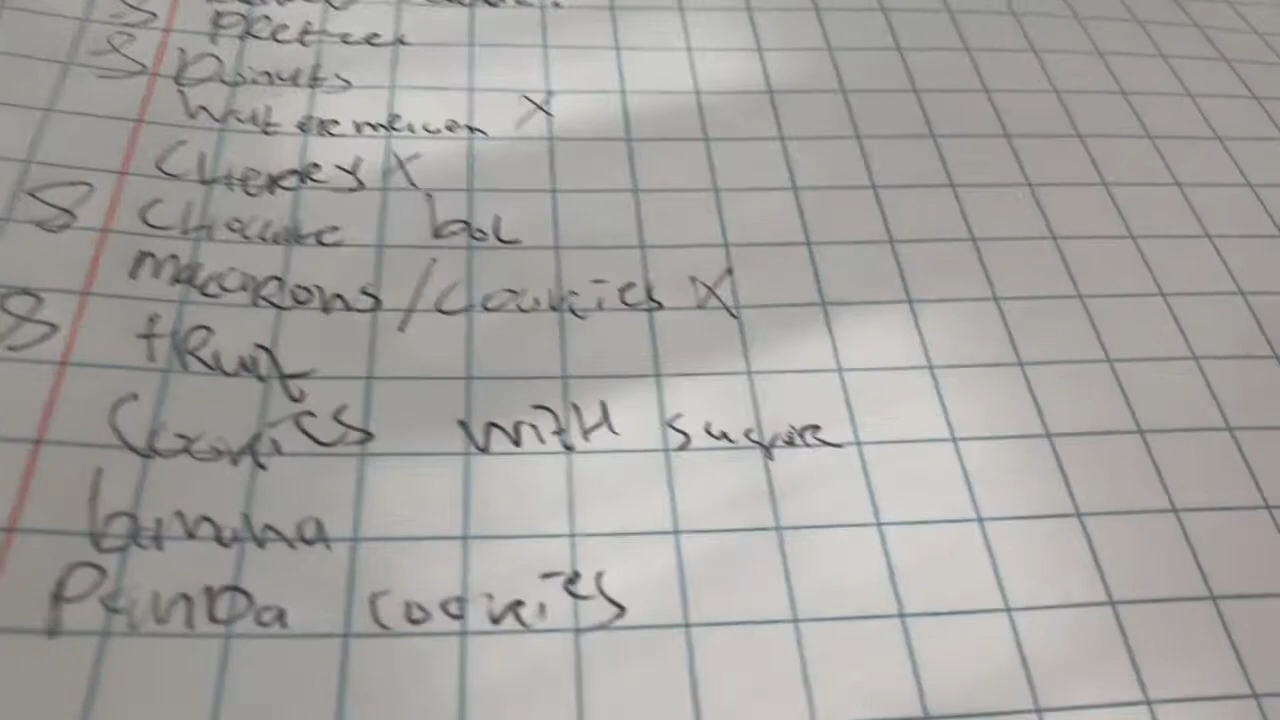 S Pretzel
S Donuts
Watermelon X
CHERRY X
S CHocolate bol
macarons / Cookies X
S fRuit
Cookies WitH sugar
banana
PanDa cookies